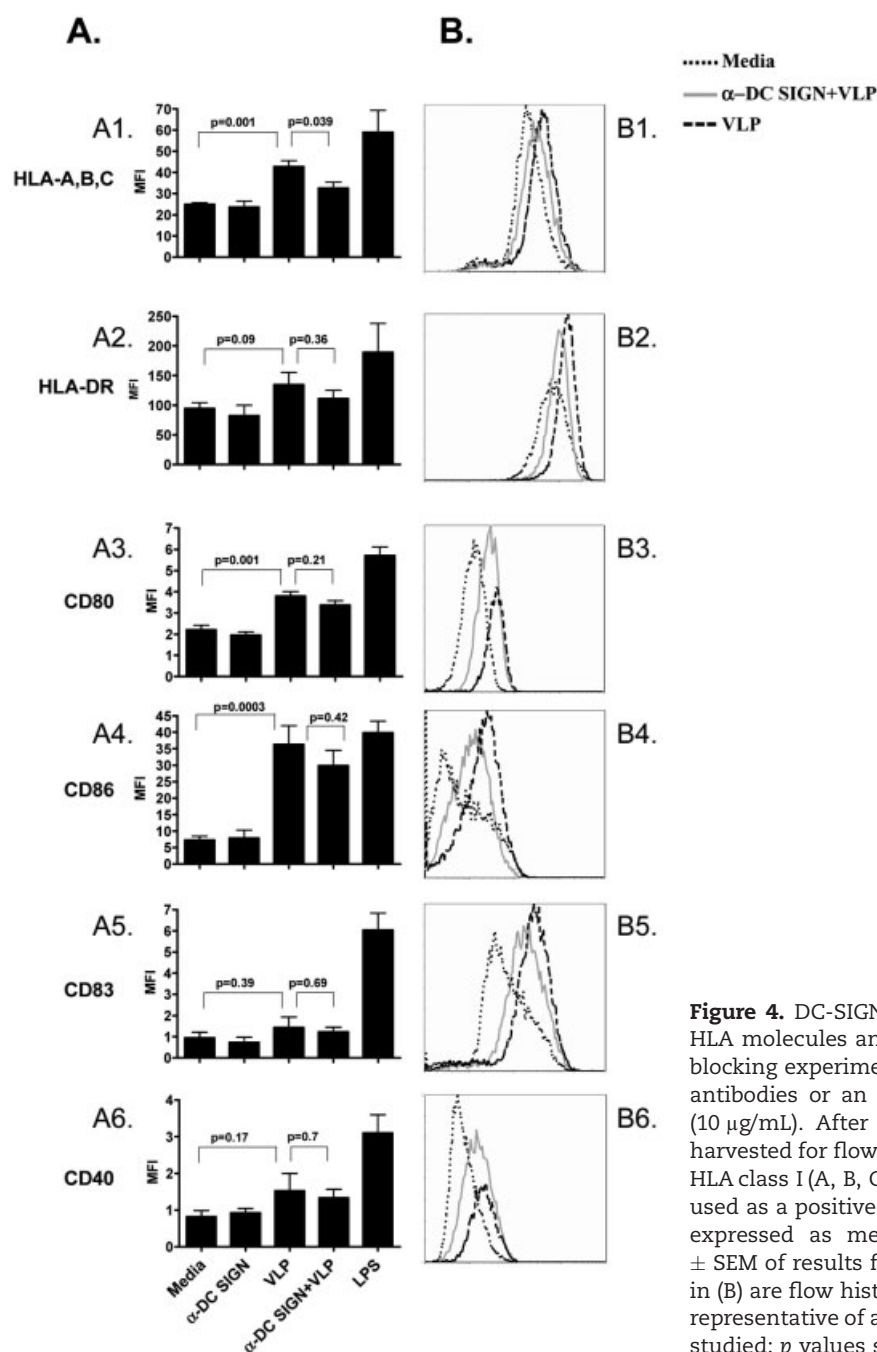 A.
B.
Media
α–DC SIGN+VLP
VLP
A1.
HLA-A,B,C
MFI
70
60
50
40
30
20
10
0
p=0.001
p=0.039
B1.
A2.
HLA-DR
MFI
250
200
150
100
50
0
p=0.09
p=0.36
B2.
A3.
CD80
MFI
7
6
5
4
3
2
1
0
p=0.001
p=0.21
B3.
A4.
CD86
MFI
45
40
35
30
25
20
15
10
5
0
p=0.0003
p=0.42
B4.
A5.
CD83
MFI
7
6
5
4
3
2
1
0
p=0.39
p=0.69
B5.
A6.
CD40
MFI
4
3
2
1
0
p=0.17
p=0.7
B6.
Media
α-DC SIGN
VLP
α-DC SIGN+VLP
LPS
Figure 4. DC-SIGN
HLA molecules an
blocking experime
antibodies or an
(10 µg/mL). After
harvested for flow
HLA class I (A, B, C
used as a positive
expressed as me
± SEM of results f
in (B) are flow hist
representative of a
studied; p values s